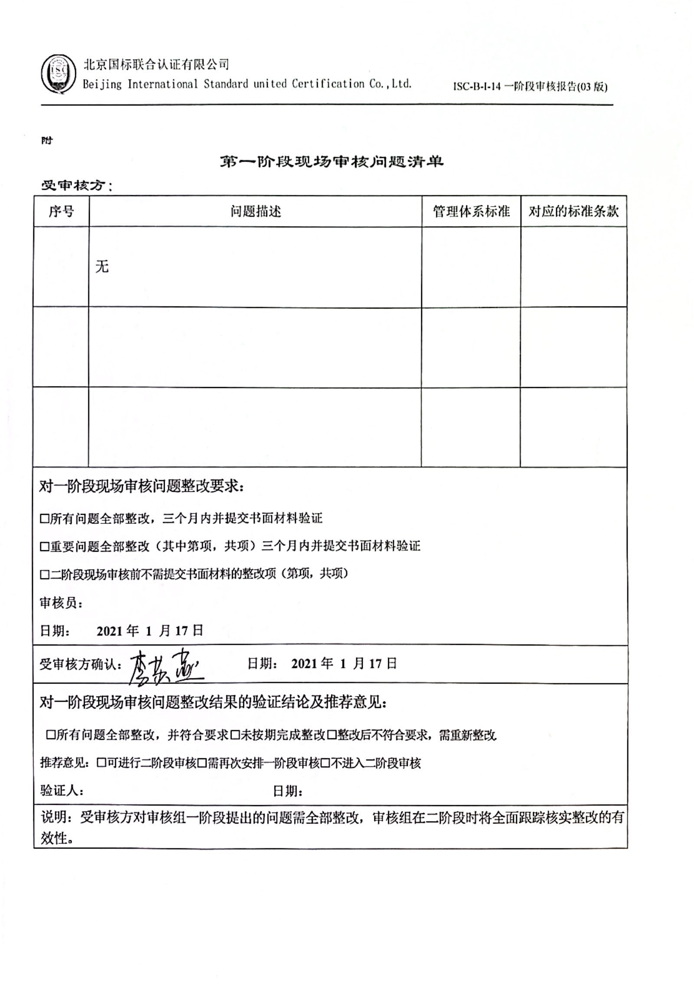 ISC
北京国标联合认证有限公司
Beijing International Standard united Certification Co.,Ltd.
ISC-B-I-14 一阶段审核报告(03 版)
附
第一阶段现场审核问题清单
受审核方：
序号 问题描述 管理体系标准 对应的标准条款
无
对一阶段现场审核问题整改要求：
□所有问题全部整改，三个月内并提交书面材料验证
□重要问题全部整改（其中第项，共项）三个月内并提交书面材料验证
□二阶段现场审核前不需提交书面材料的整改项（第项，共项）
审核员：
日期： 2021 年 1 月 17 日
受审核方确认： 日期： 2021 年 1 月 17 日
对一阶段现场审核问题整改结果的验证结论及推荐意见：
□所有问题全部整改，并符合要求□未按期完成整改□整改后不符合要求，需重新整改.
推荐意见：□可进行二阶段审核□需再次安排一阶段审核□不进入二阶段审核
验证人： 日期：
说明：受审核方对审核组一阶段提出的问题需全部整改，审核组在二阶段时将全面跟踪核实整改的有
效性。